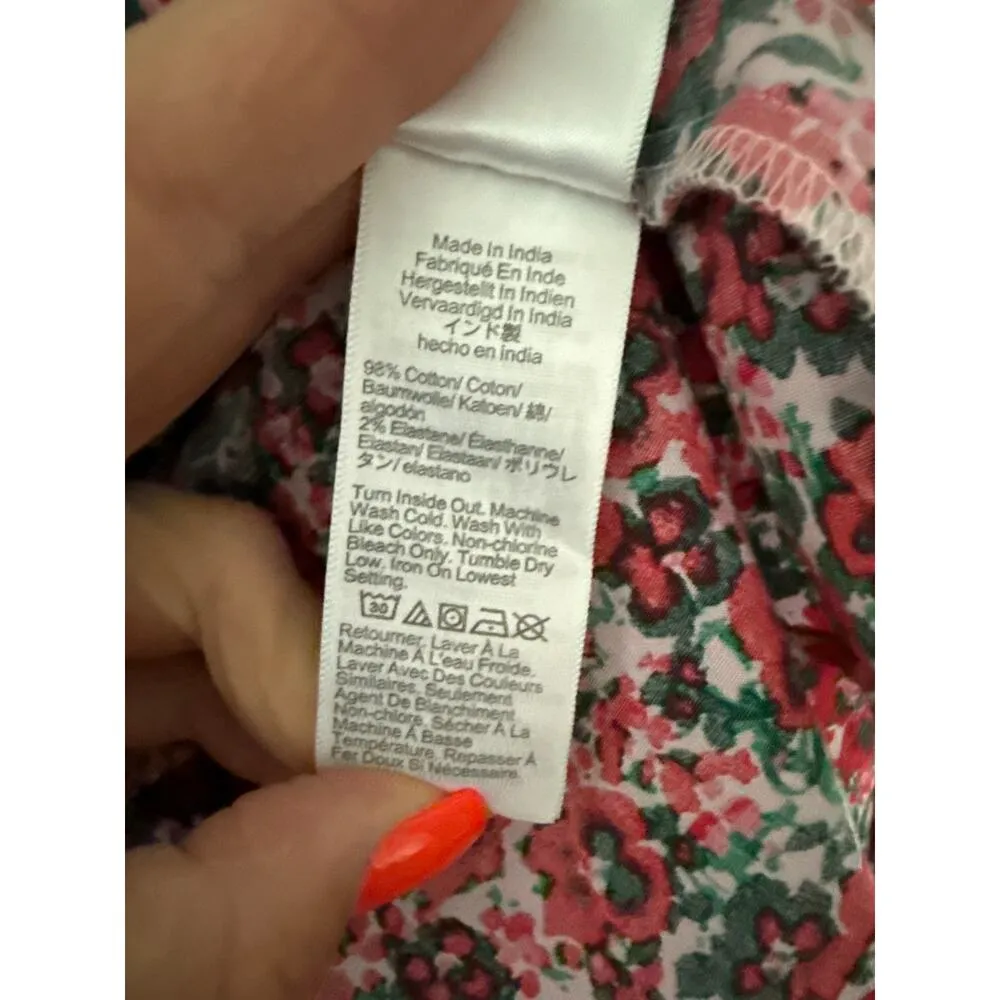 Made In India
Fabriqué En Inde
Hergestellt In Indien
Vervaardigd In India
インド製
hecho en india
98% Cotton/ Coton/
Baumwolle/ Katoen/ 綿/
algodón
2% Elastane/ Élasthanne/
Elastan/ Elastaan/ ポリウレ
タン/ elastano
Turn Inside Out. Machine
Wash Cold. Wash With
Like Colors. Non-chlorine
Bleach Only. Tumble Dry
Low. Iron On Lowest
Setting.
30
Retourner. Laver À La
Machine À L'eau Froide.
Laver Avec Des Couleurs
Similaires. Seulement
Agent De Blanchiment
Non-chlore. Sécher À La
Machine À Basse
Température. Repasser À
Fer Doux Si Nécessaire.